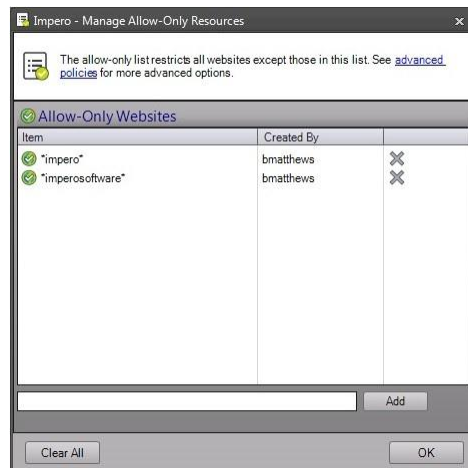 Impero - Manage Allow-Only Resources
The allow-only list restricts all websites except those in this list. See advanced
policies for more advanced options.
Allow-Only Websites
Item Created By
*impero* bmatthews
*imperosoftware* bmatthews
Add
Clear All OK